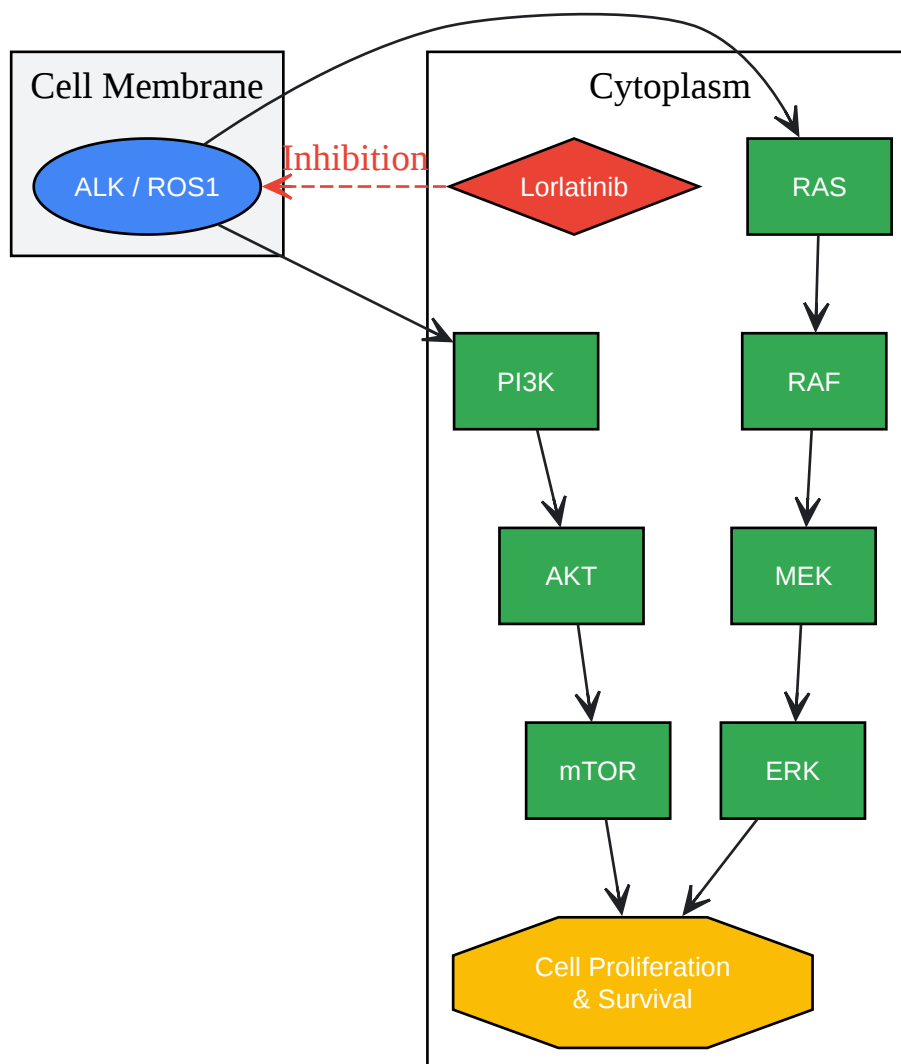 Cell Membrane
Cytoplasm
Inhibition
ALK / ROS1
Lorlatinib
RAS
PI3K
RAF
AKT
MEK
mTOR
ERK
Cell Proliferation
& Survival